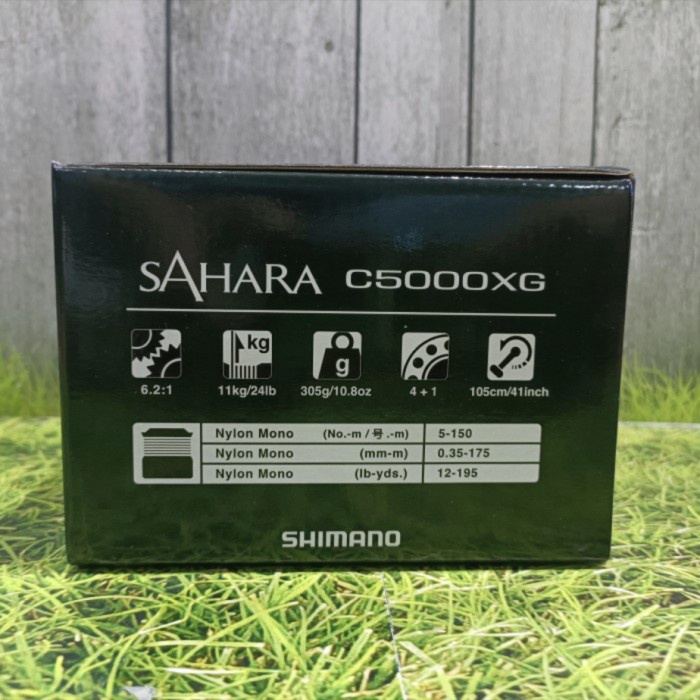 SAHARA C5000XG
kg
g
6.2:1 11kg/24lb 305g/10.8oz 4 + 1 105cm/41inch
Nylon Mono (No.-m / 号.-m) 5-150
Nylon Mono (mm-m) 0.35-175
Nylon Mono (lb-yds.) 12-195
SHIMANO